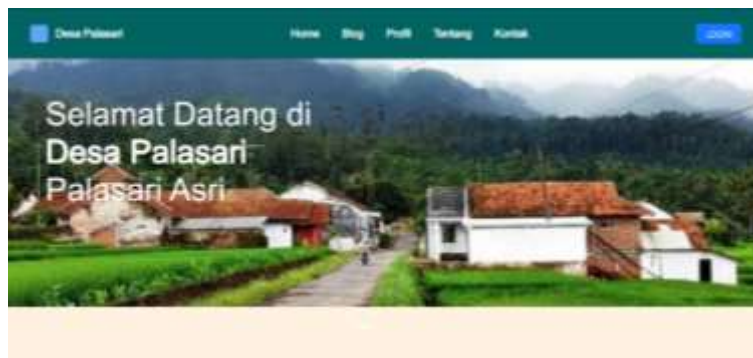 Desa Palasari
Home Blog Profil Tentang Kontak
LOGIN
Selamat Datang di
Desa Palasari
Palasari Asri